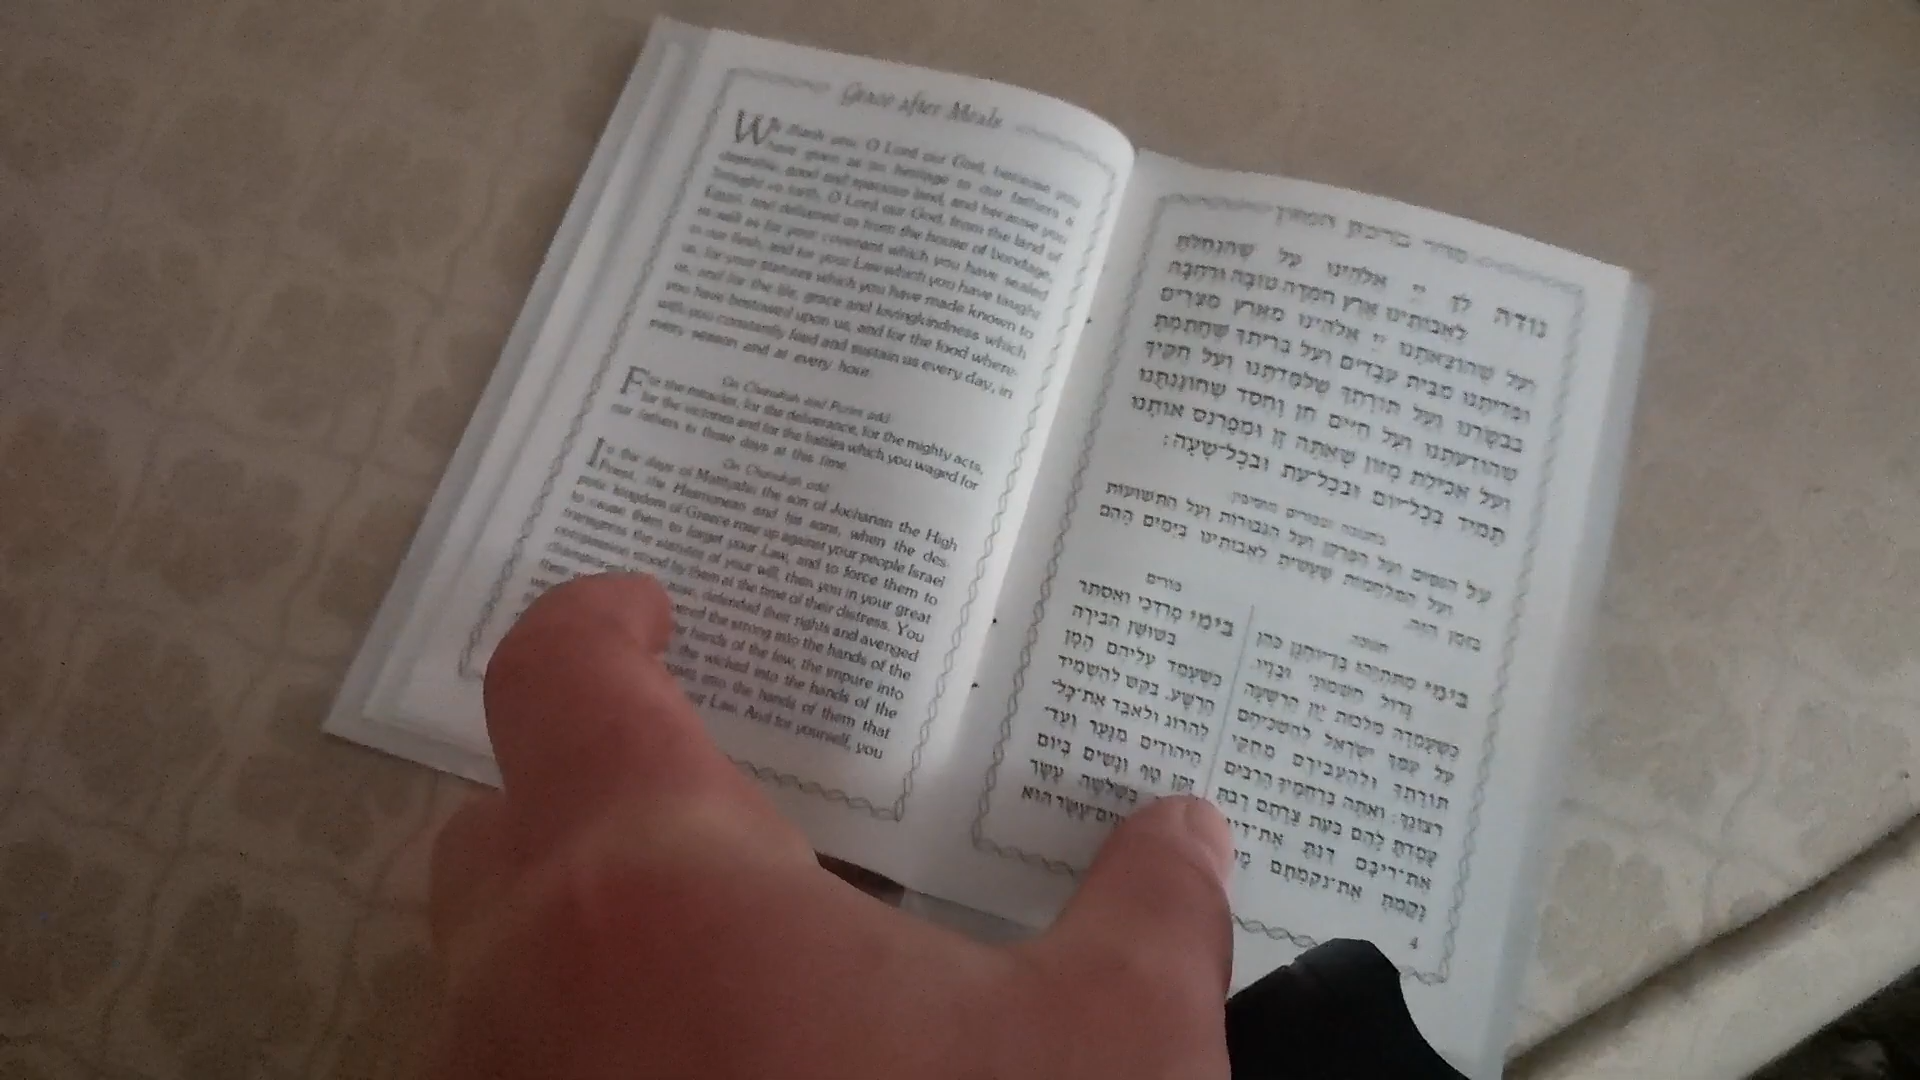 Grace after Meals
We thank you, O Lord our God, because you
have given as an heritage to our fathers a
desirable, good and spacious land, and because you
brought us forth, O Lord our God, from the land of
Egypt, and delivered us from the house of bondage,
as well as for your covenant which you have sealed
in our flesh, and for your Law which you have taught
us, for your statutes which you have made known to
us, and for the life, grace and lovingkindness which
you have bestowed upon us, and for the food where-
with you constantly feed and sustain us every day, in
every season and at every hour.
On Chanukah and Purim add:
For the miracles, for the deliverance, for the mighty acts,
for the victories and for the battles which you waged for
our fathers in those days at this time.
On Chanukah add:
In the days of Mattityahu the son of Jochanan the High
Priest, the Hasmonean and his sons, when the des-
potic kingdom of Greece rose up against your people Israel
to cause them to forget your Law, and to force them to
transgress the statutes of your will, then you in your great
compassion stood by them at the time of their distress. You
championed their cause, defended their rights and avenged
the strong into the hands of the
hands of the few, the impure into
the wicked into the hands of the
into the hands of them that
your Law. And for yourself, you
סדר ברכת המזון
נודה לך יי אלהינו על שהנחלת
לאבותינו ארץ חמדה טובה ורחבה
ועל שהוצאתנו יי אלהינו מארץ מצרים
ופדיתנו מבית עבדים ועל בריתך שחתמת
בבשרנו ועל תורתך שלמדתנו ועל חקיך
שהודעתנו ועל חיים חן וחסד שחוננתנו
ועל אכילת מזון שאתה זן ומפרנס אותנו
תמיד בכל־יום ובכל־עת ובכל־שעה:
בחנוכה ובפורים מוסיפין
על הנסים ועל הפרקן ועל הגבורות ועל התשועות
ועל המלחמות שעשית לאבותינו בימים ההם
בזמן הזה.
חנוכה
בימי מתתיהו בן־יוחנן כהן
גדול חשמונאי ובניו.
כשעמדה מלכות יון הרשעה
על עמך ישראל להשכיחם
תורתך ולהעבירם מחקי
רצונך: ואתה ברחמיך הרבים
עמדת להם בעת צרתם רבת
את־ריבם דנת את־די
נקמת את־נקמתם
פורים
בימי מרדכי ואסתר
בשושן הבירה
כשעמד עליהם המן
הרשע. בקש להשמיד
להרוג ולאבד את־כל־
היהודים מנער ועד־
זקן טף ונשים ביום
בשלשה עשר
עשר הוא
4